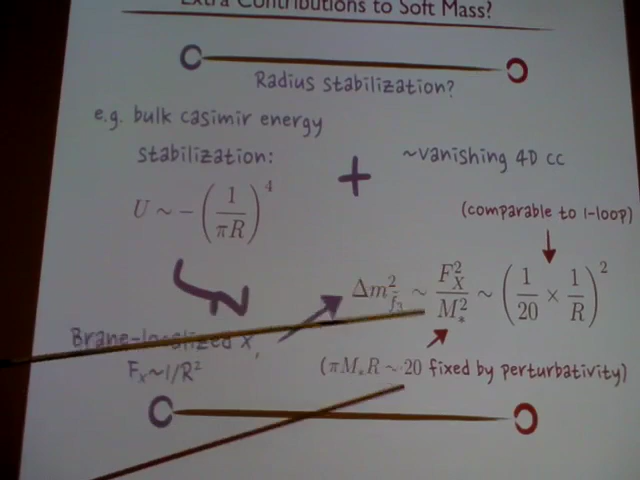 Extra Contributions to Soft Mass?
Radius stabilization?
e.g. bulk casimir energy
stabilization:
+
~vanishing 4D cc
U ~ -(1/πR)^4
(comparable to 1-loop)
Δm²_f̃₃ ~ F_X²/M_*² ~ (1/20 × 1/R)²
Brane-localized X,
F_X~1/R²
(πM_*R ~ 20 fixed by perturbativity)